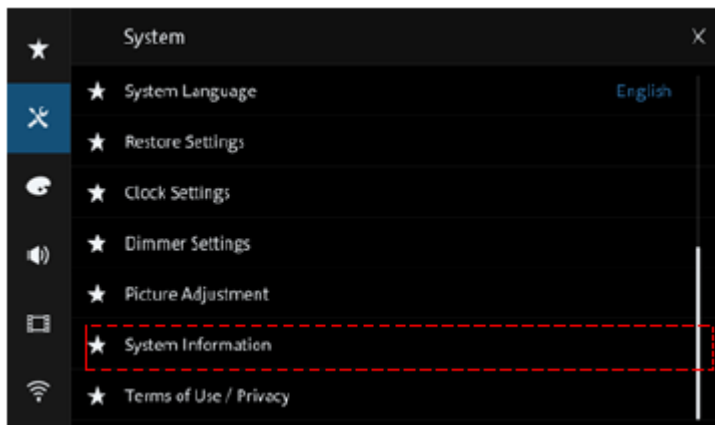 System
System Language English
Restore Settings
Clock Settings
Dimmer Settings
Picture Adjustment
System Information
Terms of Use / Privacy